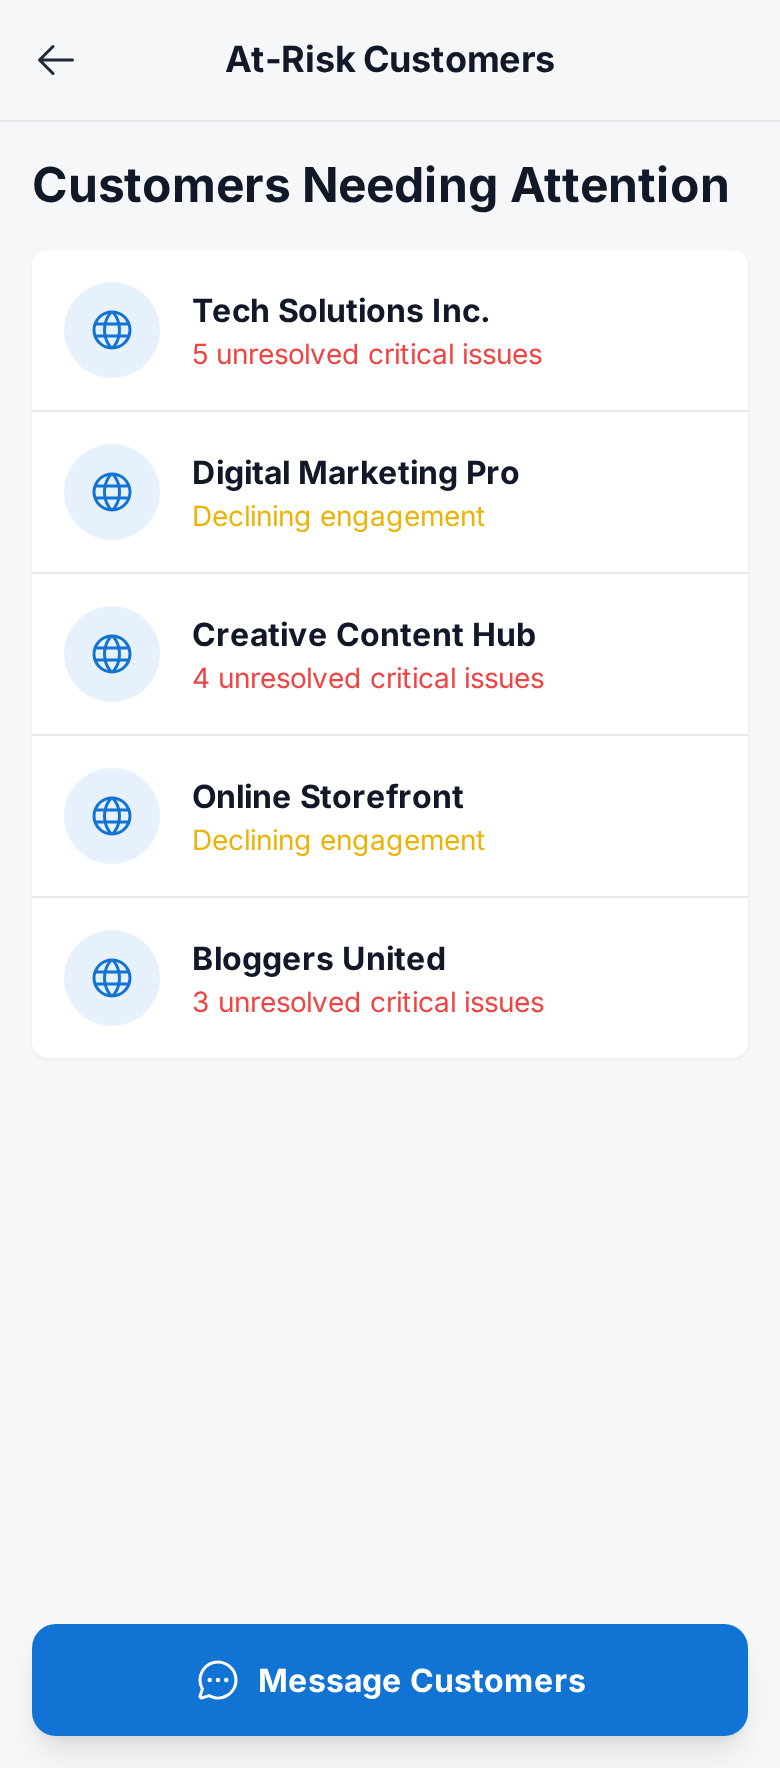 At-Risk Customers
Customers Needing Attention
Tech Solutions Inc.
5 unresolved critical issues
Digital Marketing Pro
Declining engagement
Creative Content Hub
4 unresolved critical issues
Online Storefront
Declining engagement
Bloggers United
3 unresolved critical issues
Message Customers